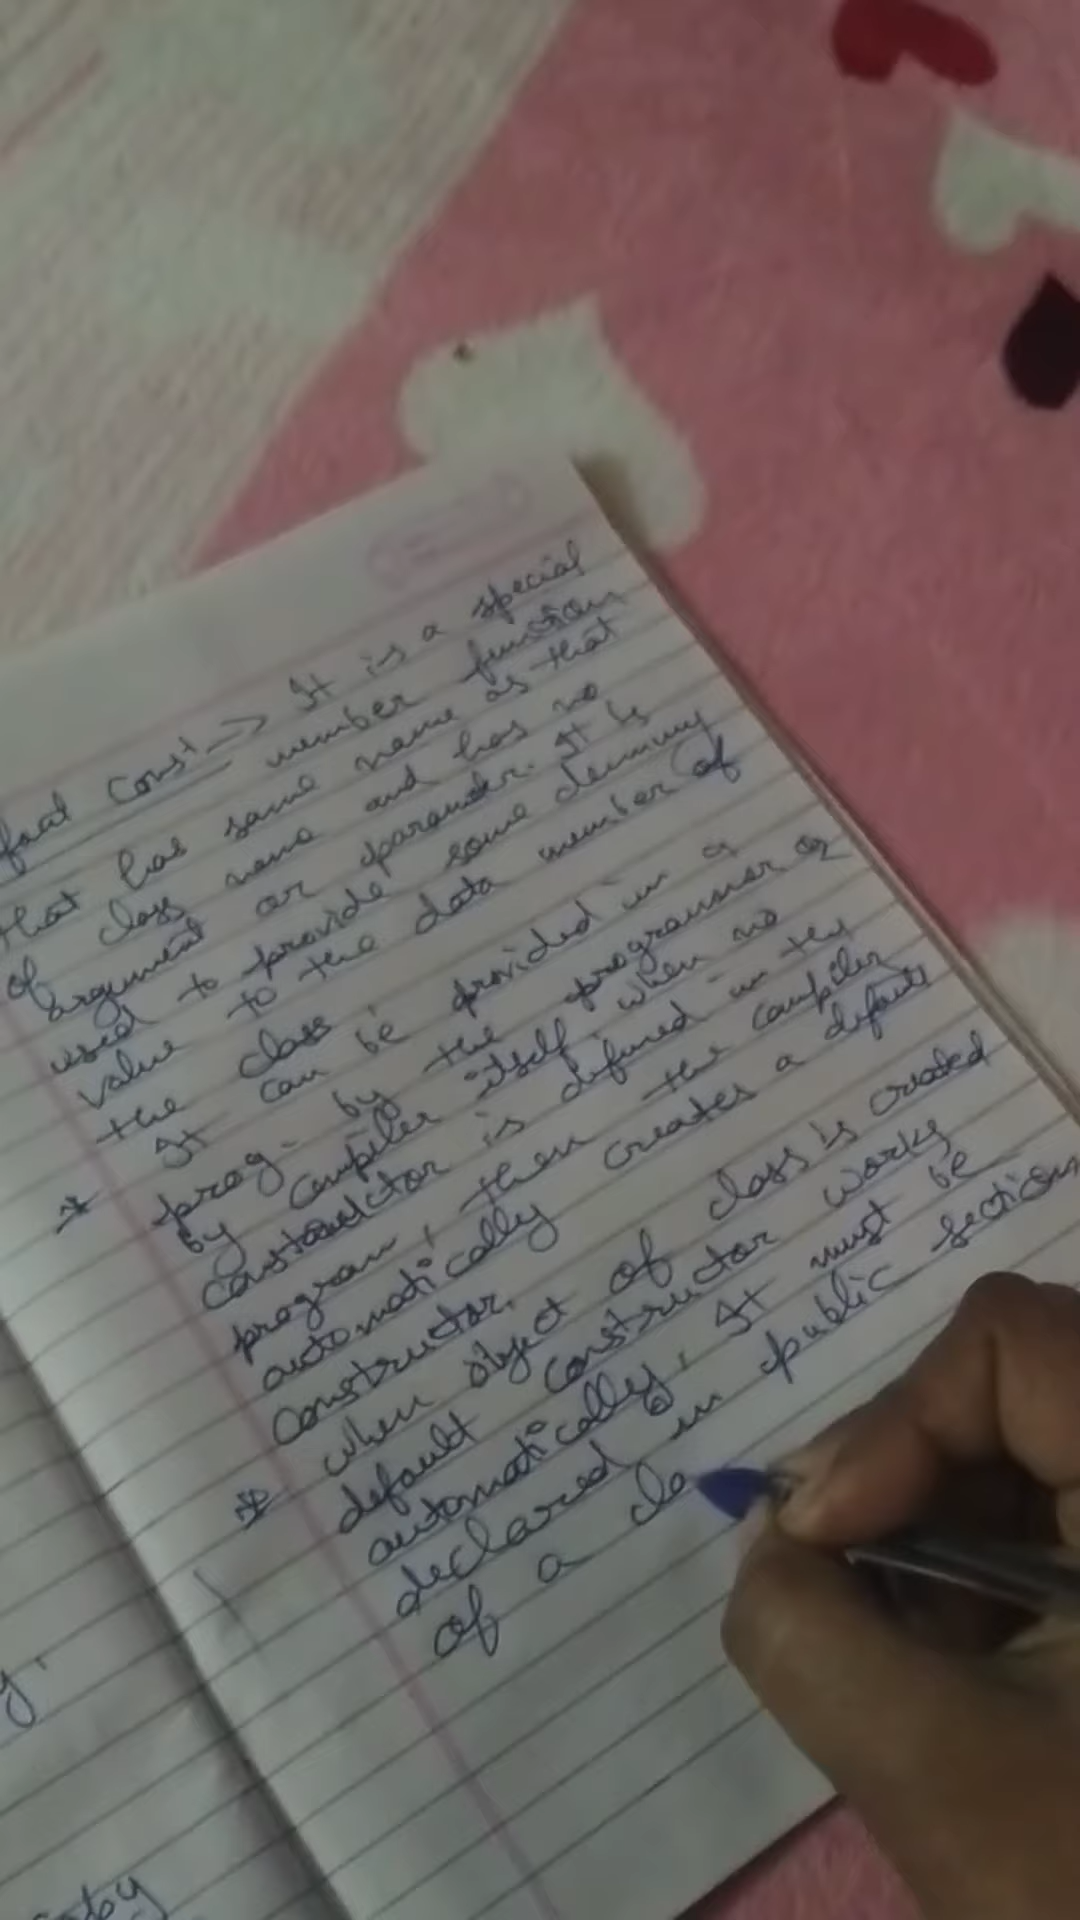 fault Const. -> It is a special
member function
that has same name as that
of class name and has no
argument or parameter. It is
used to provide some dummy
value to the data member of
the class.
* It can be provided in a
prog. by the programmer or
by compiler itself, when no
constructor is defined in the
program, then the compiler
automatically creates a default
constructor.
* when object of class is created
default constructor works
automatically. It must be
declared in public section
of a cla
y.